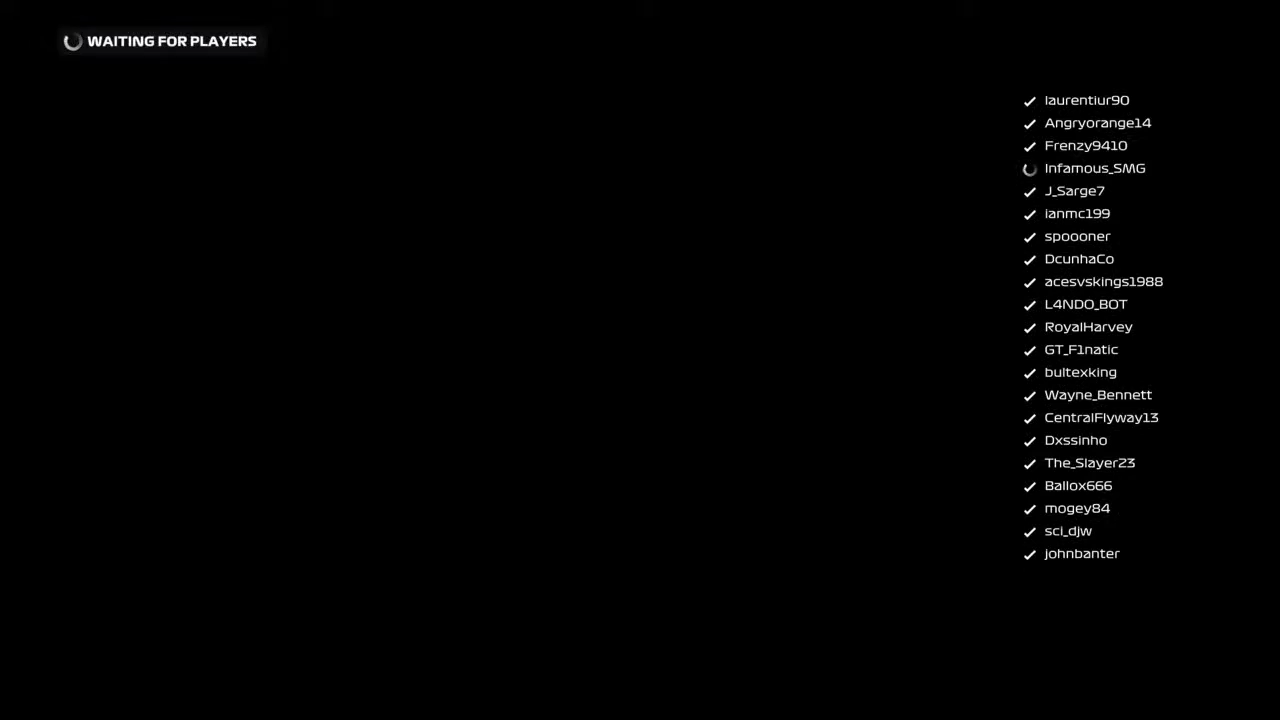 WAITING FOR PLAYERS
laurentiur90
Angryorange14
Frenzy9410
Infamous_SMG
J_Sarge7
ianmc199
spoooner
DcunhaCo
acesvskings1988
L4NDO_BOT
RoyalHarvey
GT_F1natic
bultexking
Wayne_Bennett
CentralFlyway13
Dxssinho
The_Slayer23
Ballox666
mogey84
sci_djw
johnbanter